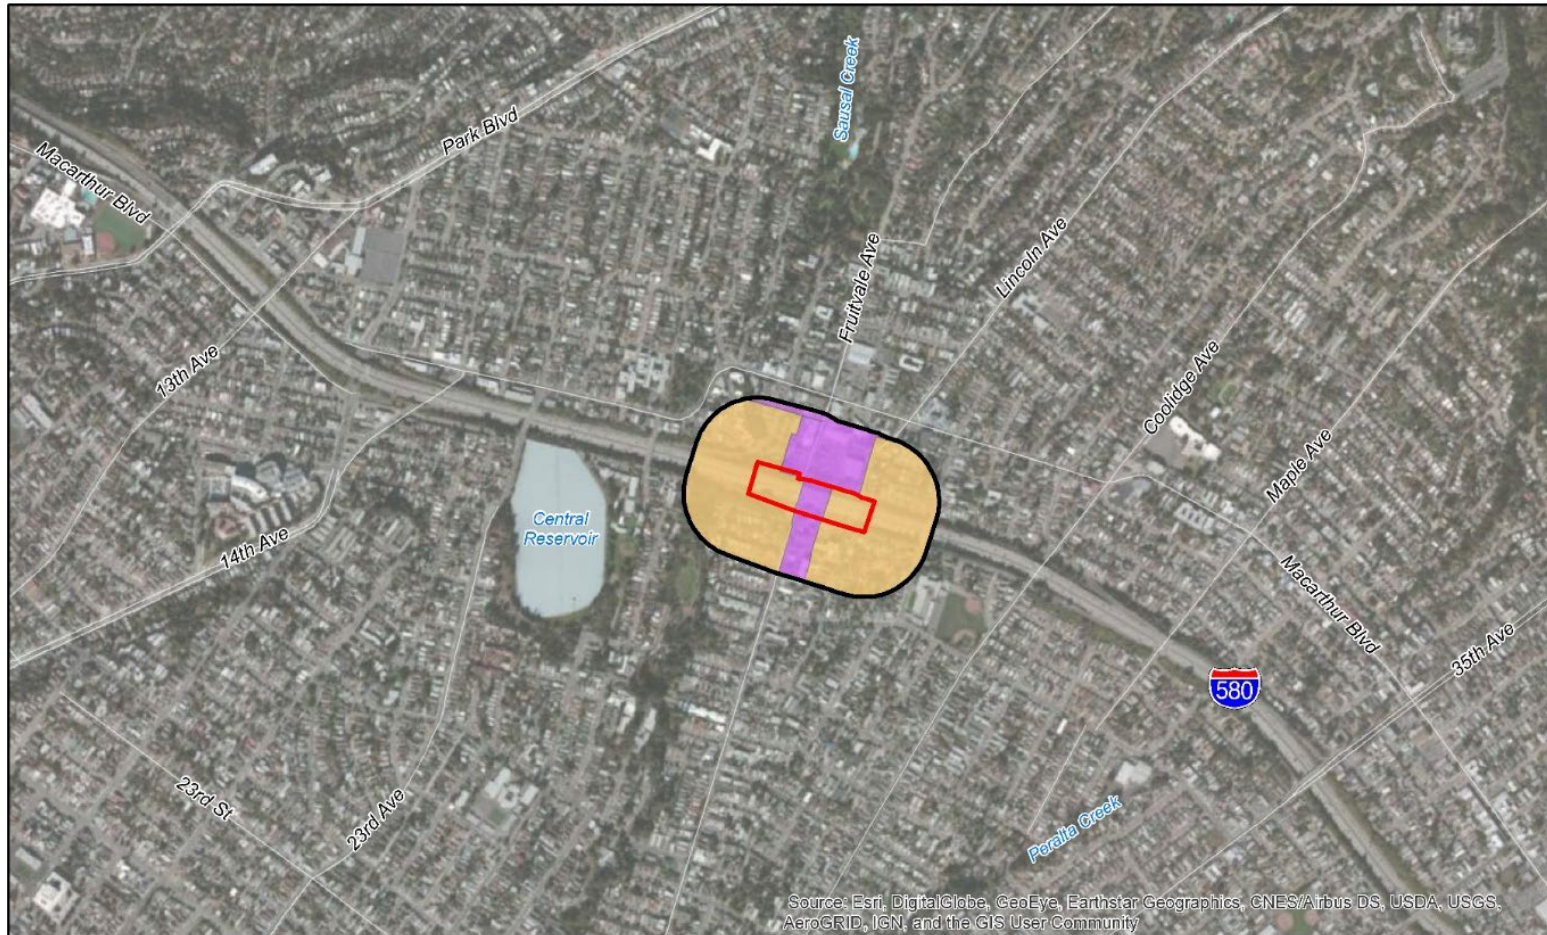 Sausal Creek
Park Blvd
Macarthur Blvd
Fruitvale Ave
Lincoln Ave
13th Ave
Coolidge Ave
Maple Ave
Central
Reservoir
14th Ave
Macarthur Blvd
35th Ave
580
23rd St
23rd Ave
Peralta Creek
Source: Esri, DigitalGlobe, GeoEye, Earthstar Geographics, CNES/Airbus DS, USDA, USGS,
AeroGRID, IGN, and the GIS User Community